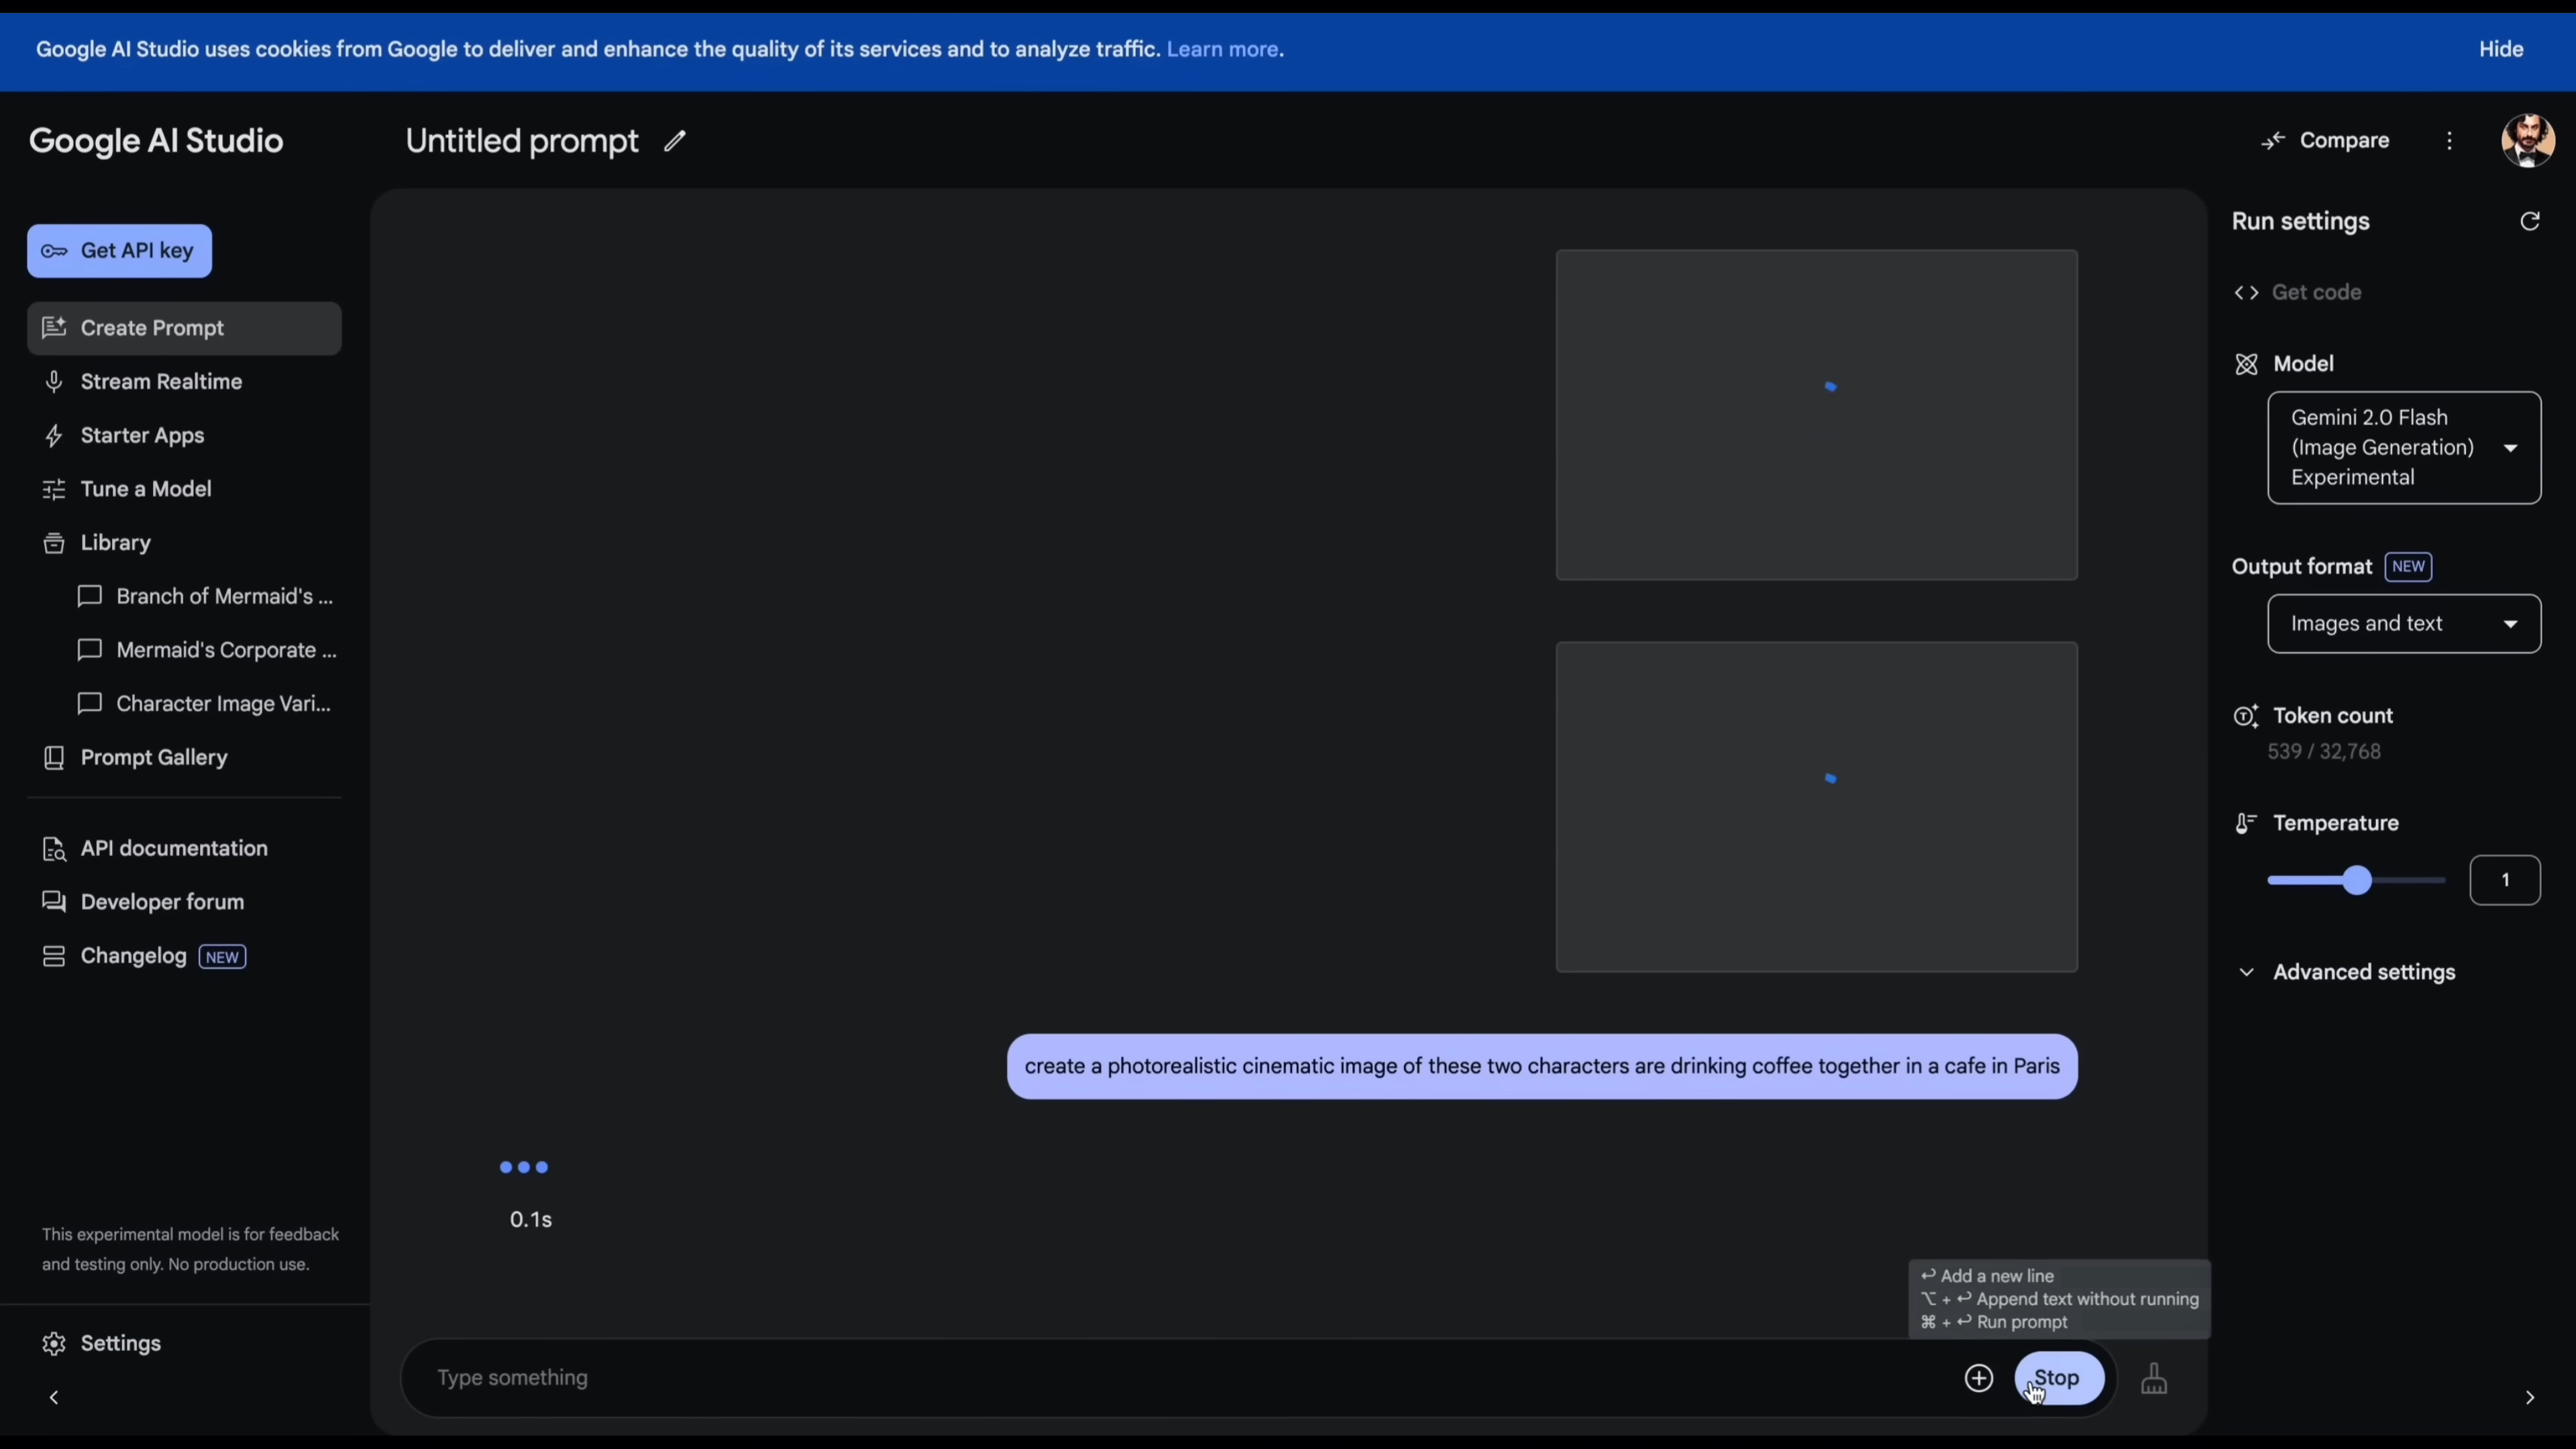 Google AI Studio uses cookies from Google to deliver and enhance the quality of its services and to analyze traffic. Learn more.
Hide
Google AI Studio
Untitled prompt
Compare
Get API key
Create Prompt
Stream Realtime
Starter Apps
Tune a Model
Library
Branch of Mermaid's ...
Mermaid's Corporate ...
Character Image Vari...
Prompt Gallery
API documentation
Developer forum
Changelog NEW
This experimental model is for feedback
and testing only. No production use.
Settings
create a photorealistic cinematic image of these two characters are drinking coffee together in a cafe in Paris
0.1s
↩ Add a new line
⌥ + ↩ Append text without running
⌘ + ↩ Run prompt
Type something
Stop
Run settings
Get code
Model
Gemini 2.0 Flash
(Image Generation)
Experimental
Output format NEW
Images and text
Token count
539 / 32,768
Temperature
1
Advanced settings